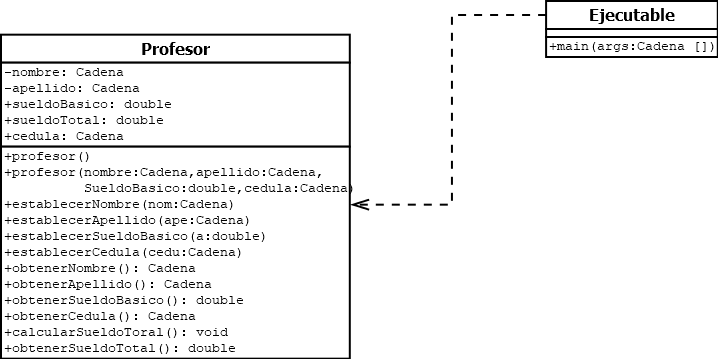 Ejecutable
+main(args:Cadena [])
Profesor
-nombre: Cadena
-apellido: Cadena
+sueldoBasico: double
+sueldoTotal: double
+cedula: Cadena
+profesor()
+profesor(nombre:Cadena,apellido:Cadena,
SueldoBasico:double,cedula:Cadena)
+establecerNombre(nom:Cadena)
+establecerApellido(ape:Cadena)
+establecerSueldoBasico(a:double)
+establecerCedula(cedu:Cadena)
+obtenerNombre(): Cadena
+obtenerApellido(): Cadena
+obtenerSueldoBasico(): double
+obtenerCedula(): Cadena
+calcularSueldoToral(): void
+obtenerSueldoTotal(): double